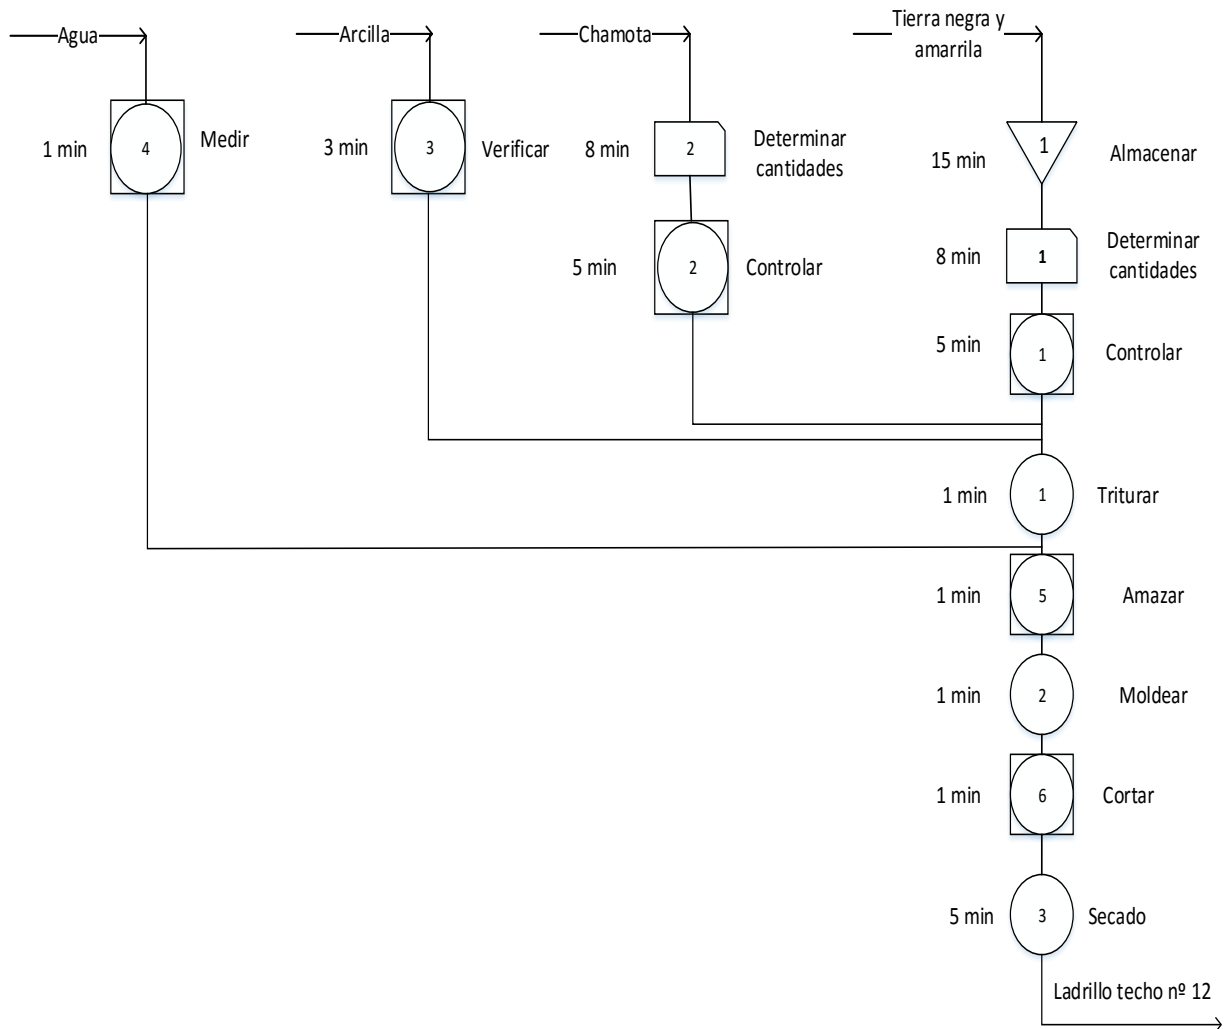 Agua
Arcilla
Chamota
Tierra negra y
amarrila
1 min
4
Medir
3 min
3
Verificar
8 min
2
Determinar
cantidades
15 min
1
Almacenar
5 min
2
Controlar
8 min
1
Determinar
cantidades
5 min
1
Controlar
1 min
1
Triturar
1 min
5
Amazar
1 min
2
Moldear
1 min
6
Cortar
5 min
3
Secado
Ladrillo techo nº 12